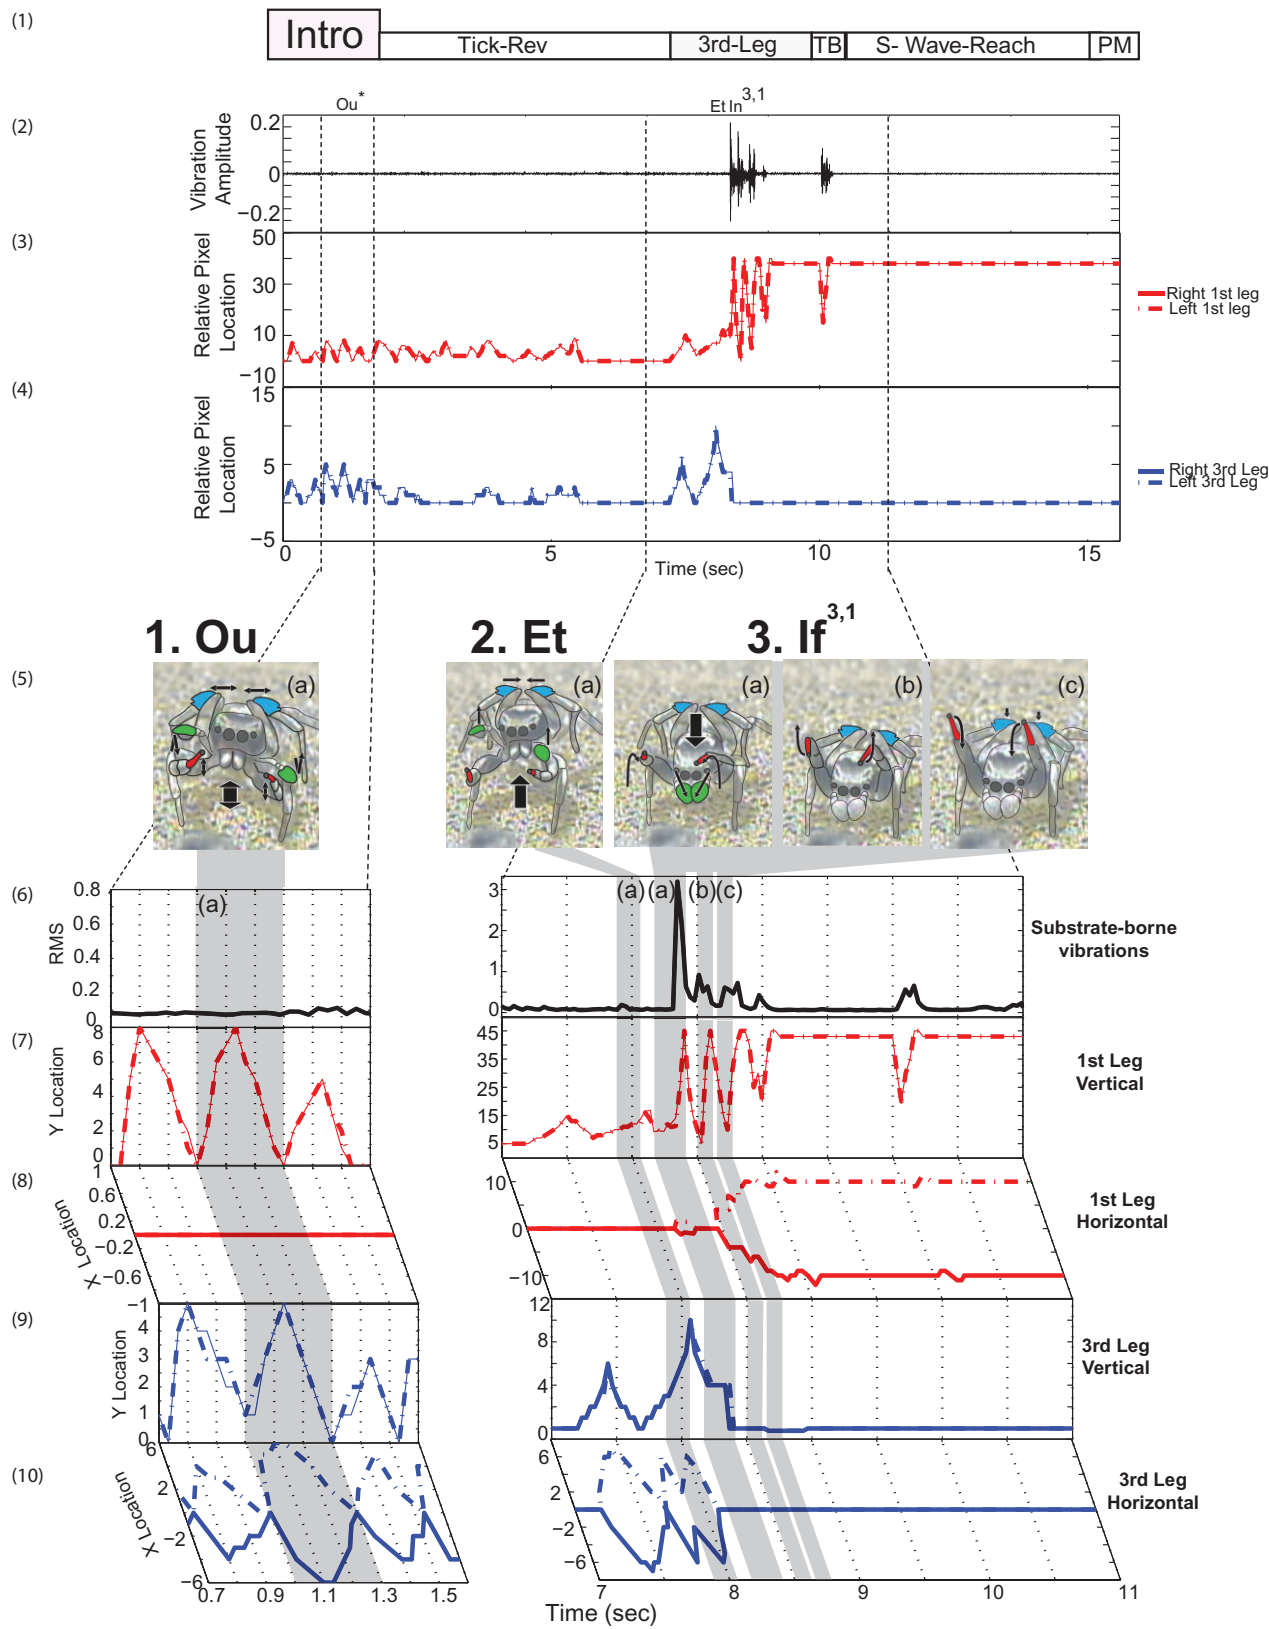 (1)
Intro
Tick-Rev
3rd-Leg
TB
S- Wave-Reach
PM
Ou*
Et In3,1
(2)
Vibration
Amplitude
0.2
0
−0.2
(3)
Relative Pixel
Location
50
30
10
−10
Right 1st leg
Left 1st leg
(4)
Relative Pixel
Location
15
5
−5
Right 3rd Leg
Left 3rd Leg
0
5
10
15
Time (sec)
1. Ou
2. Et
3. If3,1
(5)
(a)
(a)
(a)
(b)
(c)
(6)
RMS
0.8
0.6
0.4
0.2
0
(a)
3
2
1
0
(a)
(a)
(b)
(c)
Substrate-borne
vibrations
(7)
Y Location
8
6
4
2
0
45
35
25
15
5
1st Leg
Vertical
(8)
X Location
1
0.6
0.2
−0.2
−0.6
−1
10
0
−10
1st Leg
Horizontal
(9)
Y Location
4
3
2
1
0
12
8
4
0
3rd Leg
Vertical
(10)
X Location
6
2
−2
−6
6
2
−2
−6
3rd Leg
Horizontal
0.7
0.9
1.1
1.3
1.5
7
8
9
10
11
Time (sec)